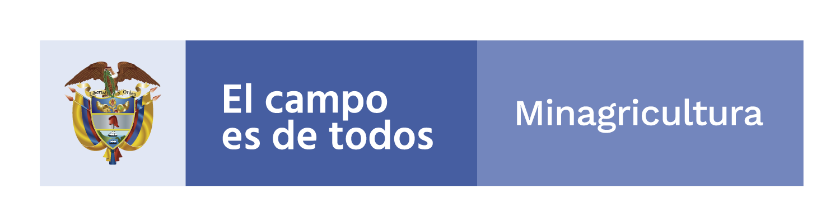 El campo
es de todos
Minagricultura